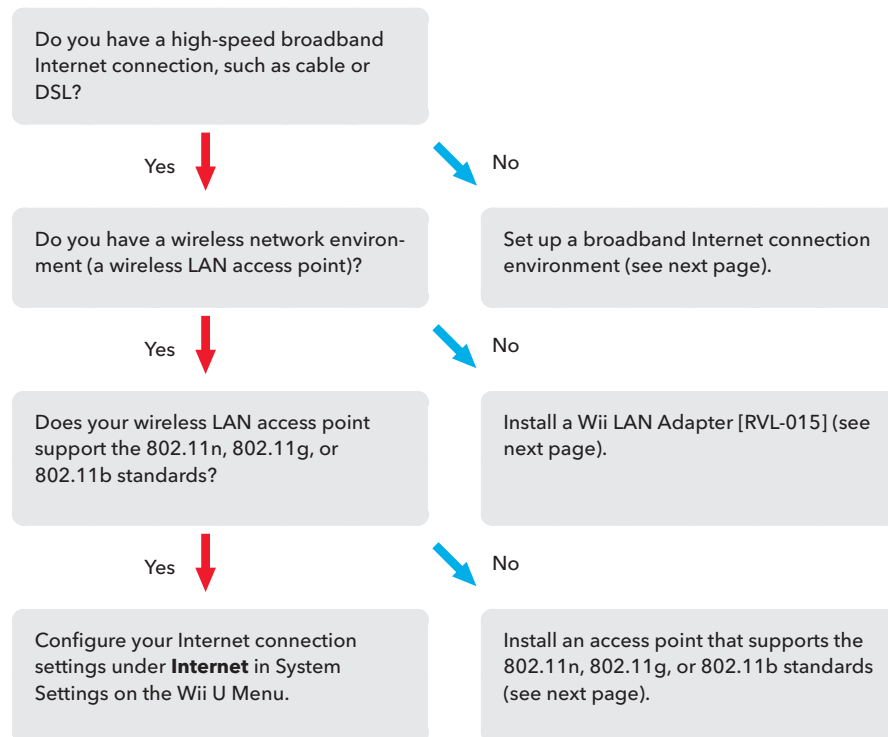 Do you have a high-speed broadband
Internet connection, such as cable or
DSL?
Yes
No
Do you have a wireless network environ-
ment (a wireless LAN access point)?
Set up a broadband Internet connection
environment (see next page).
Yes
No
Does your wireless LAN access point
support the 802.11n, 802.11g, or
802.11b standards?
Install a Wii LAN Adapter [RVL-015] (see
next page).
Yes
No
Configure your Internet connection
settings under Internet in System
Settings on the Wii U Menu.
Install an access point that supports the
802.11n, 802.11g, or 802.11b standards
(see next page).